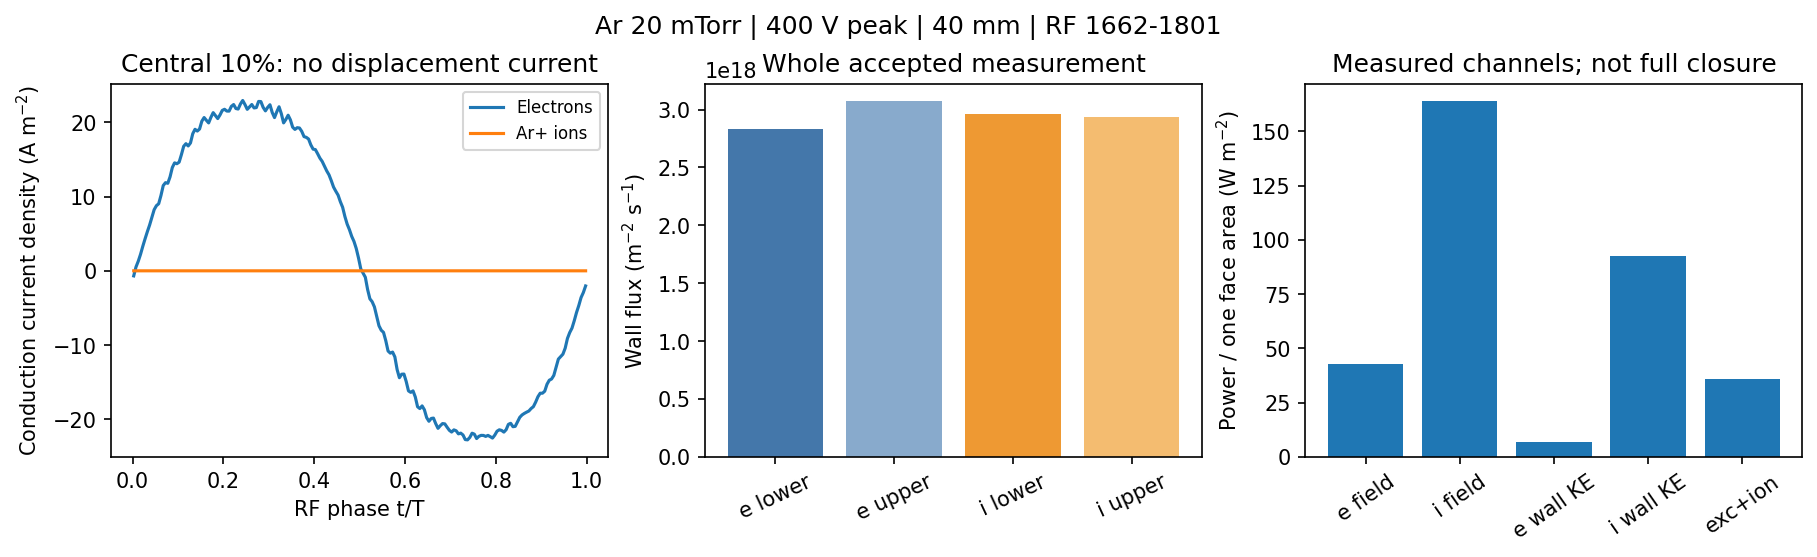 Ar 20 mTorr | 400 V peak | 40 mm | RF 1662-1801
Central 10%: no displacement current
Conduction current density (A m⁻²)
20
10
0
−10
−20
Electrons
Ar+ ions
0.0 0.2 0.4 0.6 0.8 1.0
RF phase t/T
1e18
Whole accepted measurement
Wall flux (m⁻² s⁻¹)
3.0
2.5
2.0
1.5
1.0
0.5
0.0
e lower e upper i lower i upper
Measured channels; not full closure
Power / one face area (W m⁻²)
150
125
100
75
50
25
0
e field i field e wall KE i wall KE exc+ion